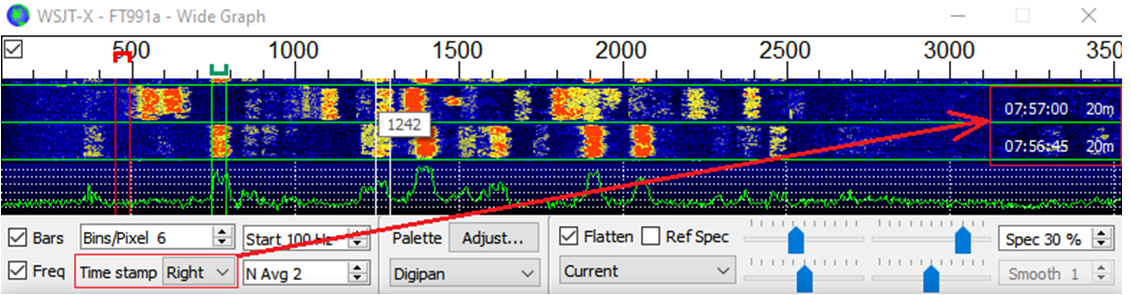 WSJT-X - FT991a - Wide Graph
500 1000 1500 2000 2500 3000 350
07:57:00 20m
1242
07:56:45 20m
Bars Bins/Pixel 6 Start 100 Hz Palette Adjust... Flatten Ref Spec Spec 30 %
Freq Time stamp Right N Avg 2 Digipan Current Smooth 1